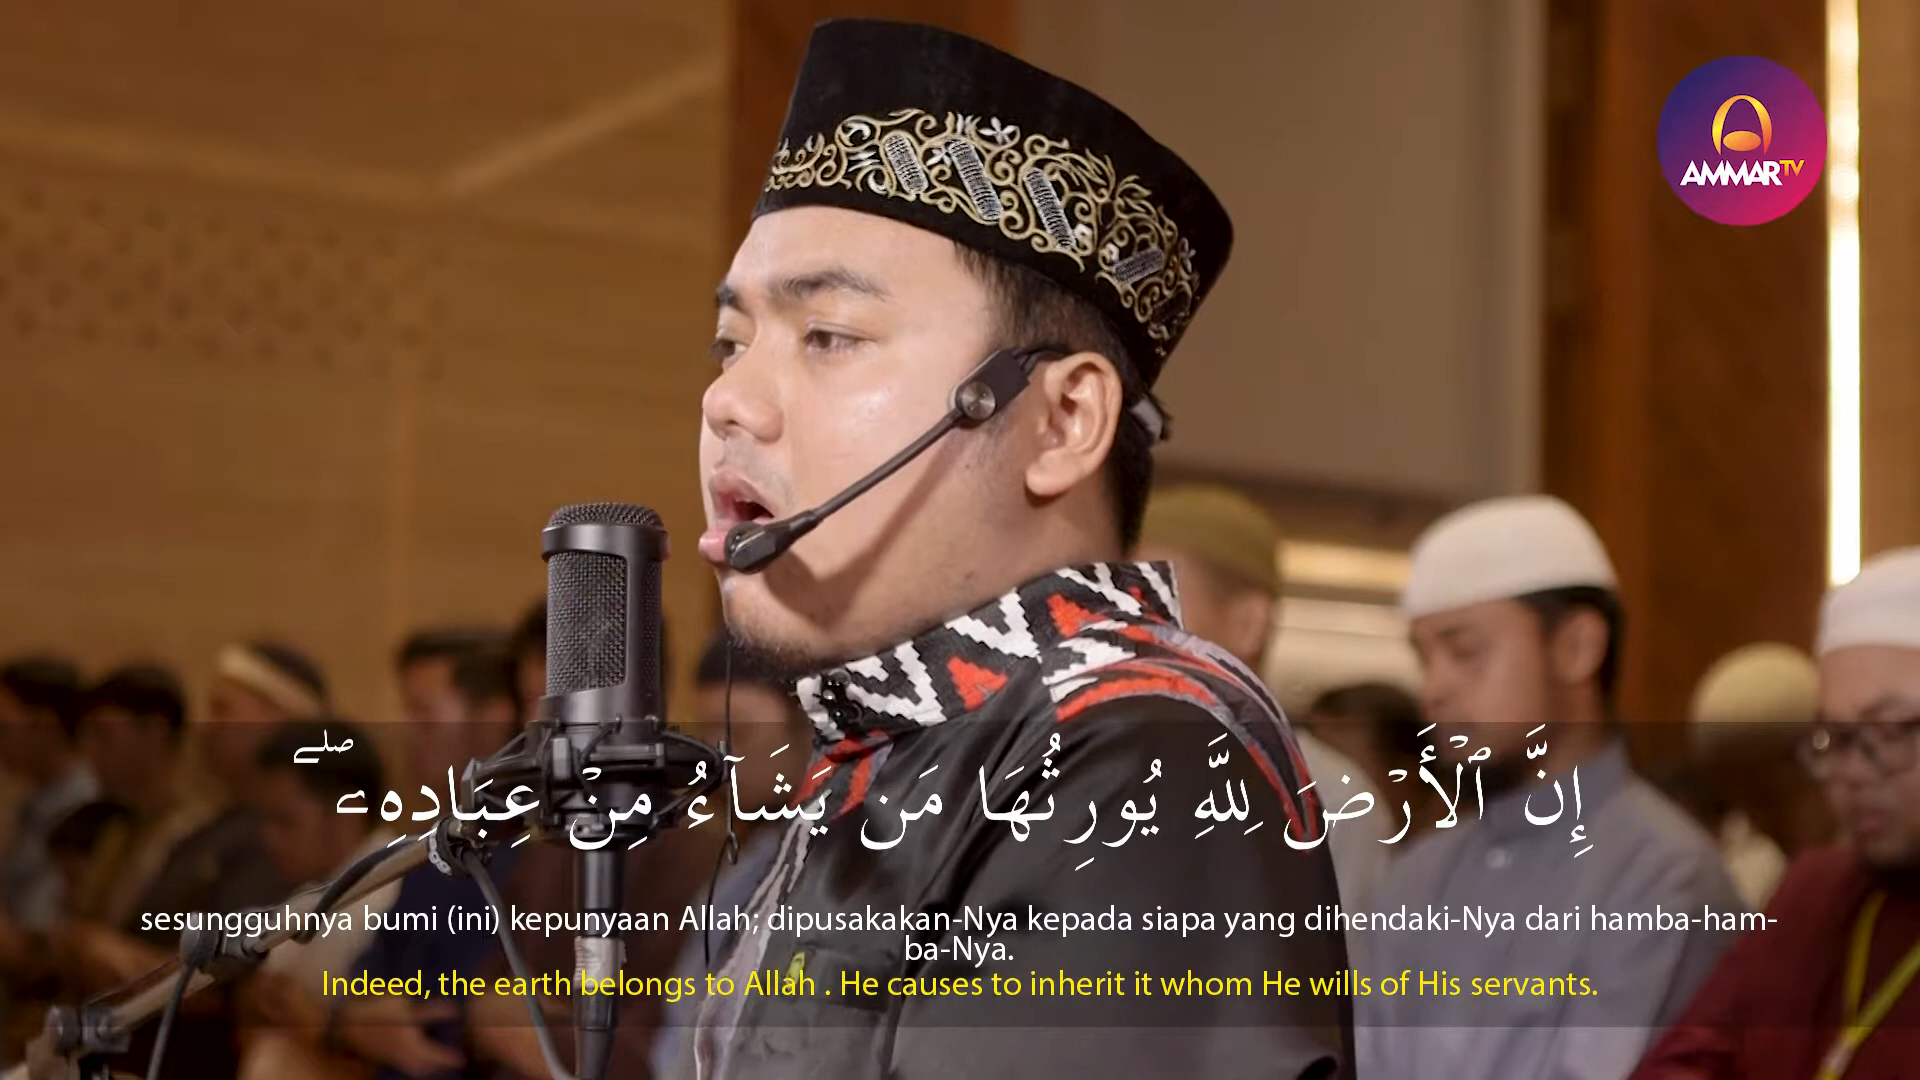 AMMARTV
إِنَّ ٱلْأَرْضَ لِلَّهِ يُورِثُهَا مَن يَشَآءُ مِنْ عِبَادِهِۦ ۖ
sesungguhnya bumi (ini) kepunyaan Allah; dipusakakan-Nya kepada siapa yang dihendaki-Nya dari hamba-ham-
ba-Nya.
Indeed, the earth belongs to Allah . He causes to inherit it whom He wills of His servants.